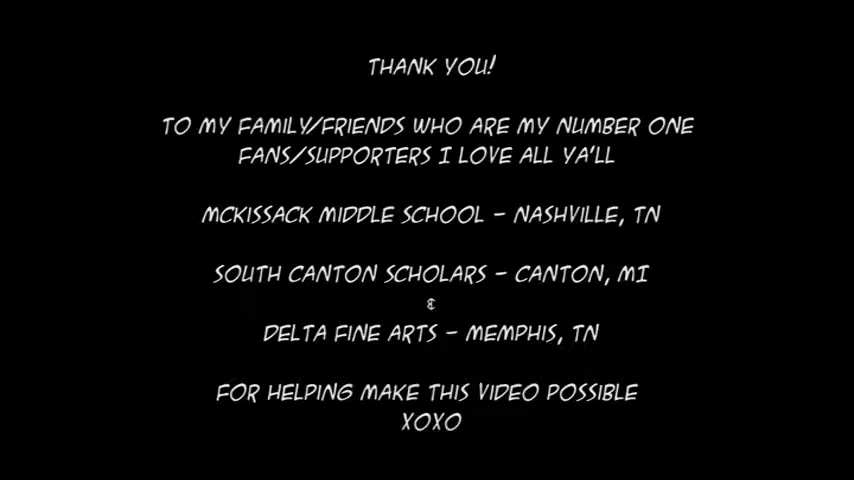 THANK YOU!
TO MY FAMILY/FRIENDS WHO ARE MY NUMBER ONE
FANS/SUPPORTERS I LOVE ALL YA'LL
MCKISSACK MIDDLE SCHOOL - NASHVILLE, TN
SOUTH CANTON SCHOLARS - CANTON, MI
&
DELTA FINE ARTS - MEMPHIS, TN
FOR HELPING MAKE THIS VIDEO POSSIBLE
XOXO